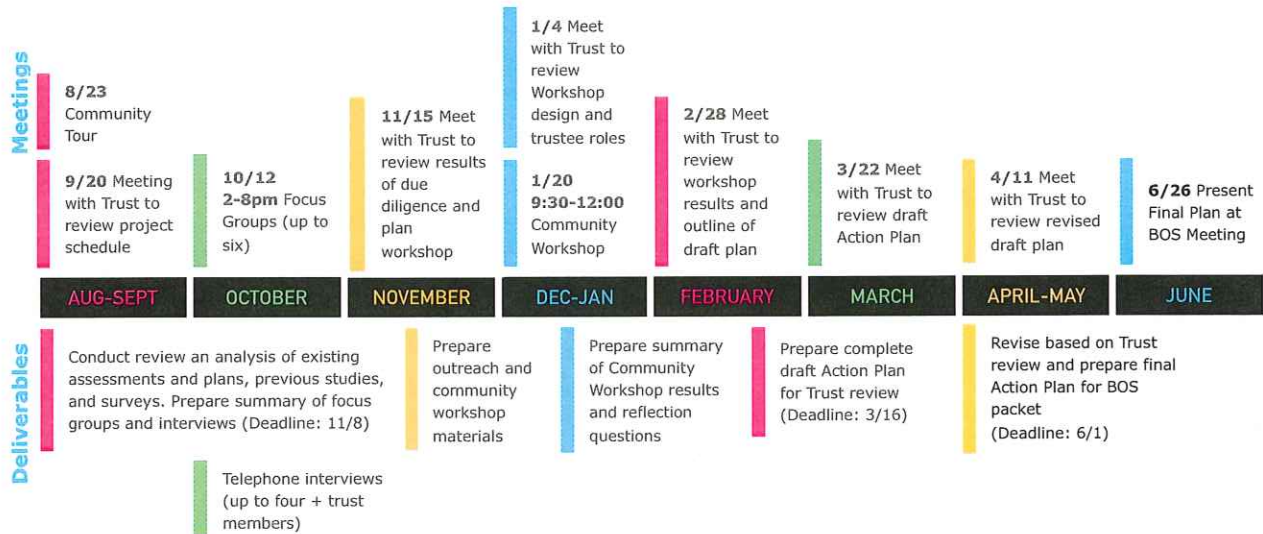 Meetings
8/23
Community
Tour
9/20 Meeting
with Trust to
review project
schedule
10/12
2-8pm Focus
Groups (up to
six)
11/15 Meet
with Trust to
review results
of due
diligence and
plan
workshop
1/4 Meet
with Trust to
review
Workshop
design and
trustee roles
1/20
9:30-12:00
Community
Workshop
2/28 Meet
with Trust to
review
workshop
results and
outline of
draft plan
3/22 Meet
with Trust to
review draft
Action Plan
4/11 Meet
with Trust to
review revised
draft plan
6/26 Present
Final Plan at
BOS Meeting
AUG-SEPT
OCTOBER
NOVEMBER
DEC-JAN
FEBRUARY
MARCH
APRIL-MAY
JUNE
Deliverables
Conduct review an analysis of existing
assessments and plans, previous studies,
and surveys. Prepare summary of focus
groups and interviews (Deadline: 11/8)
Telephone interviews
(up to four + trust
members)
Prepare
outreach and
community
workshop
materials
Prepare summary
of Community
Workshop results
and reflection
questions
Prepare complete
draft Action Plan
for Trust review
(Deadline: 3/16)
Revise based on Trust
review and prepare final
Action Plan for BOS
packet
(Deadline: 6/1)